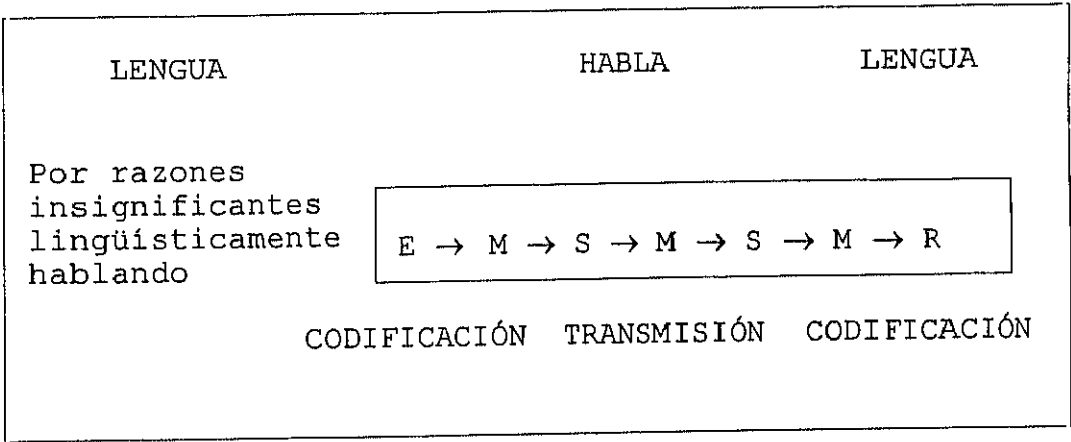 LENGUA HABLA LENGUA
Por razones
insignificantes
lingüísticamente
hablando
E → M → S → M → S → M → R
CODIFICACIÓN TRANSMISIÓN CODIFICACIÓN